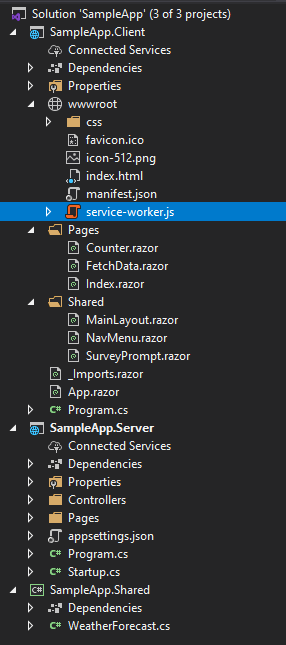 Solution 'SampleApp' (3 of 3 projects)
SampleApp.Client
Connected Services
Dependencies
Properties
wwwroot
css
favicon.ico
icon-512.png
index.html
manifest.json
service-worker.js
Pages
Counter.razor
FetchData.razor
Index.razor
Shared
MainLayout.razor
NavMenu.razor
SurveyPrompt.razor
_Imports.razor
App.razor
C# Program.cs
SampleApp.Server
Connected Services
Dependencies
Properties
Controllers
Pages
appsettings.json
C# Program.cs
C# Startup.cs
C# SampleApp.Shared
Dependencies
C# WeatherForecast.cs